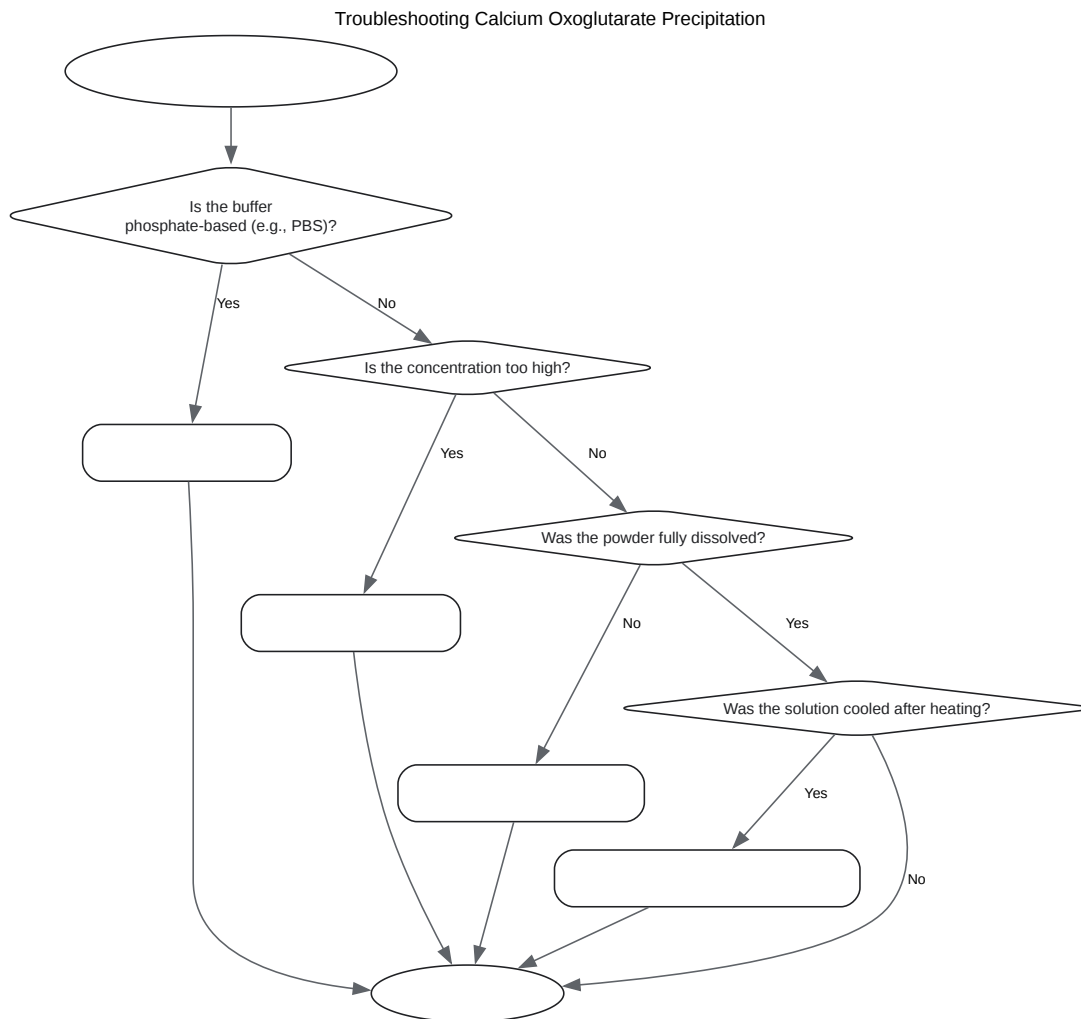 Troubleshooting Calcium Oxoglutarate Precipitation
Is the buffer
phosphate-based (e.g., PBS)?
Yes
No
Is the concentration too high?
Yes
No
Was the powder fully dissolved?
No
Yes
Was the solution cooled after heating?
Yes
No